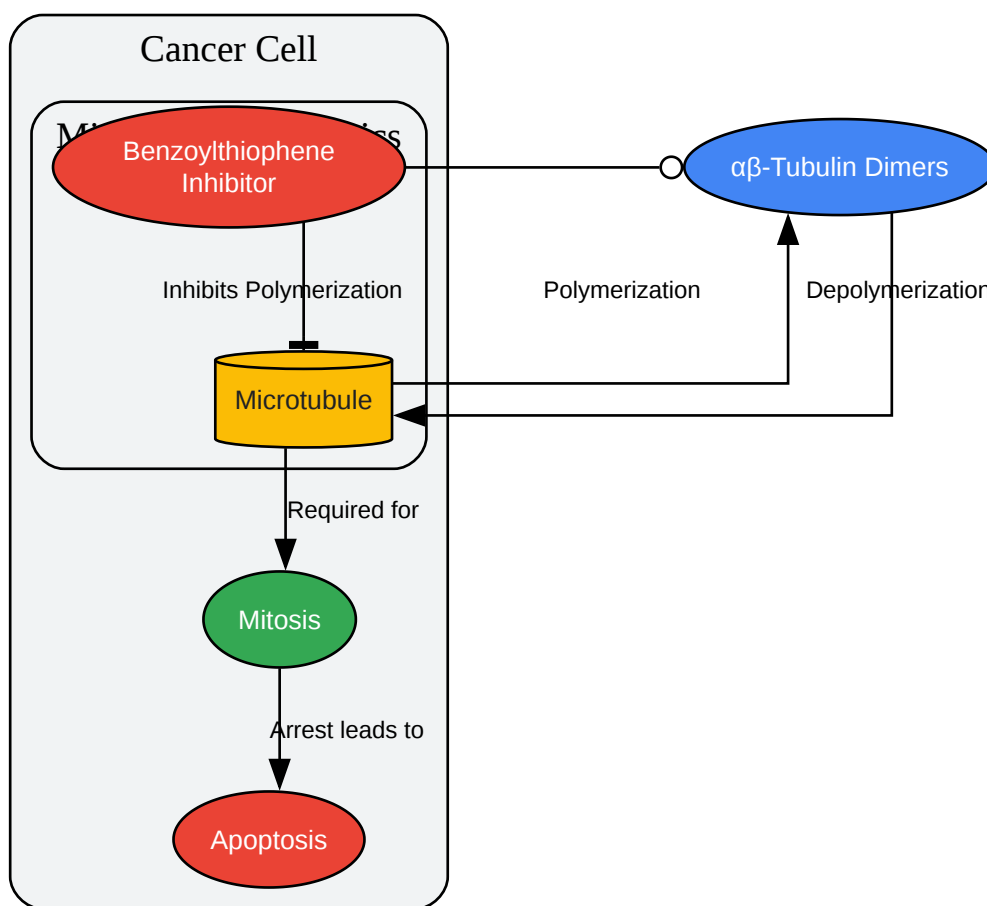 Cancer Cell
Benzoylthiophene
Inhibitor
αβ-Tubulin Dimers
Inhibits Polymerization
Polymerization
Depolymerization
Microtubule
Required for
Mitosis
Arrest leads to
Apoptosis